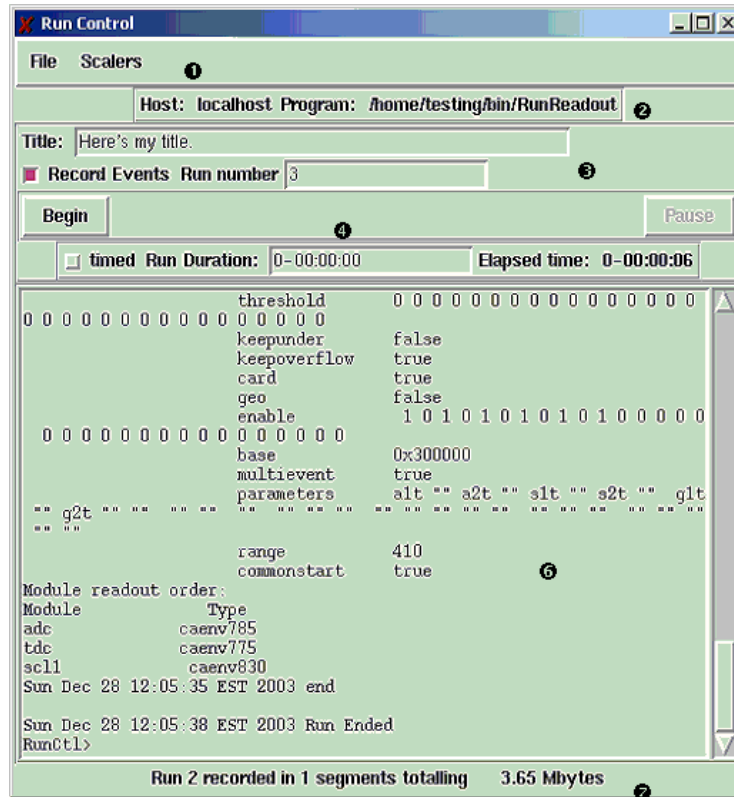 Run Control
File Scalers
❶
Host: localhost Program: /home/testing/bin/RunReadout ❷
Title: Here's my title.
Record Events Run number 3 ❸
Begin Pause
❹
timed Run Duration: 0-00:00:00 Elapsed time: 0-00:00:06
threshold 0 0 0 0 0 0 0 0 0 0 0 0 0 0 0 0
0 0 0 0 0 0 0 0 0 0 0 0 0 0 0 0
keepunder false
keepoverflow true
card true
geo false
enable 1 0 1 0 1 0 1 0 1 0 1 0 0 0 0 0
0 0 0 0 0 0 0 0 0 0 0 0 0 0 0 0
base 0x300000
multievent true
parameters a1t "" a2t "" s1t "" s2t "" g1t
"" g2t "" "" "" "" "" "" "" "" "" "" "" "" "" "" "" "" "" ""
"" ""
range 410
commonstart true ❻
Module readout order:
Module Type
adc caenv785
tdc caenv775
scl1 caenv830
Sun Dec 28 12:05:35 EST 2003 end
Sun Dec 28 12:05:38 EST 2003 Run Ended
RunCtl>
Run 2 recorded in 1 segments totalling 3.65 Mbytes
❼